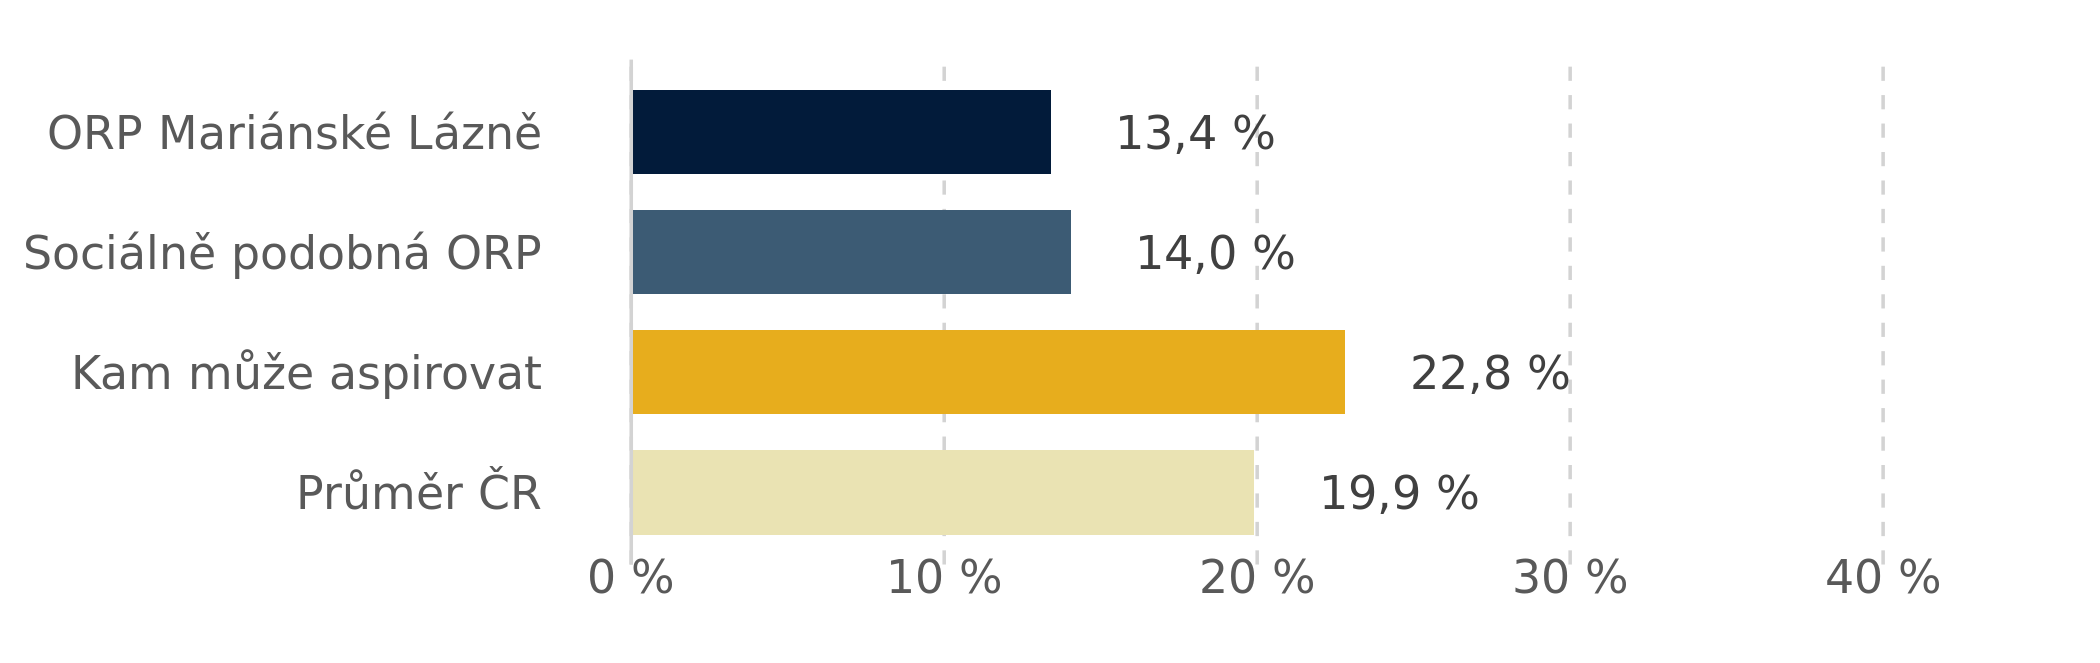 ORP Mariánské Lázně 13,4 %
Sociálně podobná ORP 14,0 %
Kam může aspirovat 22,8 %
Průměr ČR 19,9 %
0 % 10 % 20 % 30 % 40 %